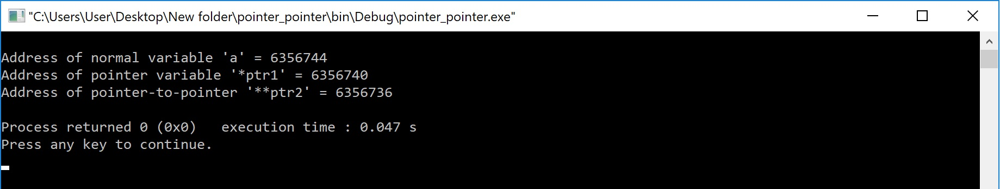 "C:\Users\User\Desktop\New folder\pointer_pointer\bin\Debug\pointer_pointer.exe"
Address of normal variable 'a' = 6356744
Address of pointer variable '*ptr1' = 6356740
Address of pointer-to-pointer '**ptr2' = 6356736
Process returned 0 (0x0)   execution time : 0.047 s
Press any key to continue.